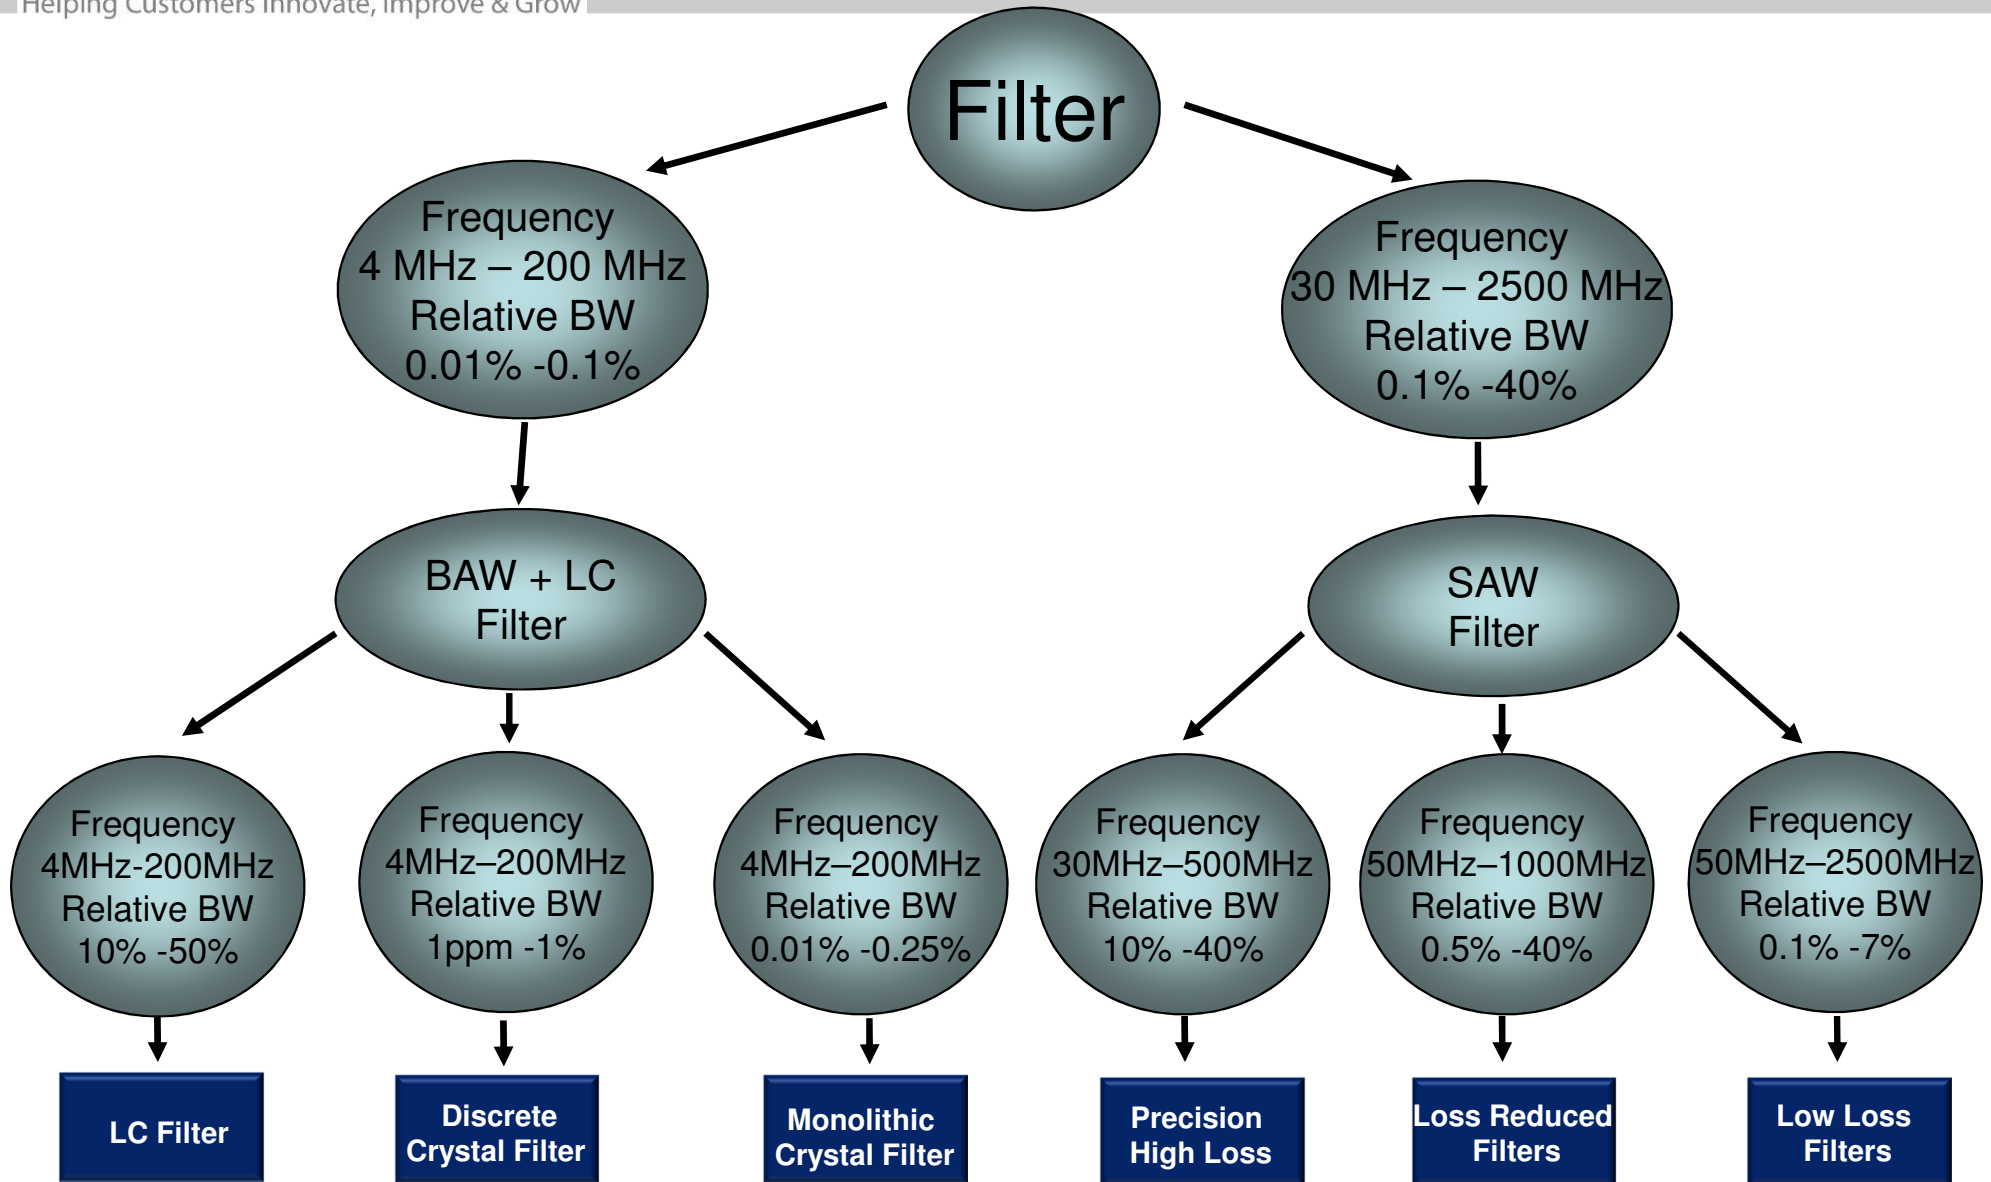 Helping Customers Innovate, Improve & Grow
Filter
Frequency
4 MHz – 200 MHz
Relative BW
0.01% -0.1%
Frequency
30 MHz – 2500 MHz
Relative BW
0.1% -40%
BAW + LC
Filter
SAW
Filter
Frequency
4MHz-200MHz
Relative BW
10% -50%
Frequency
4MHz–200MHz
Relative BW
1ppm -1%
Frequency
4MHz–200MHz
Relative BW
0.01% -0.25%
Frequency
30MHz–500MHz
Relative BW
10% -40%
Frequency
50MHz–1000MHz
Relative BW
0.5% -40%
Frequency
50MHz–2500MHz
Relative BW
0.1% -7%
LC Filter
Discrete
Crystal Filter
Monolithic
Crystal Filter
Precision
High Loss
Loss Reduced
Filters
Low Loss
Filters